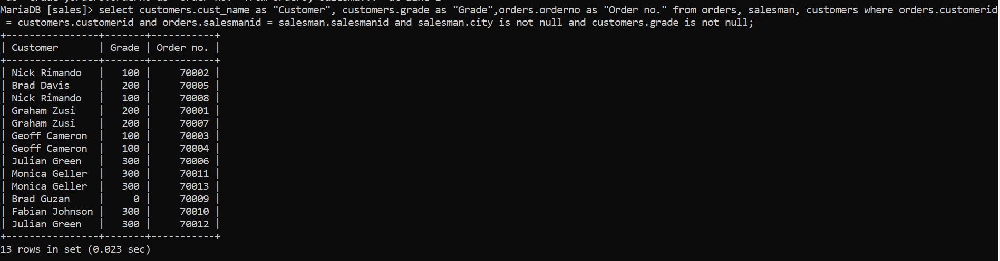 MariaDB [sales]> select customers.cust_name as "Customer", customers.grade as "Grade",orders.orderno as "Order no." from orders, salesman, customers where orders.customerid
 = customers.customerid and orders.salesmanid = salesman.salesmanid and salesman.city is not null and customers.grade is not null;
+----------------+-------+-----------+
| Customer       | Grade | Order no. |
+----------------+-------+-----------+
| Nick Rimando   |   100 |     70002 |
| Brad Davis     |   200 |     70005 |
| Nick Rimando   |   100 |     70008 |
| Graham Zusi    |   200 |     70001 |
| Graham Zusi    |   200 |     70007 |
| Geoff Cameron  |   100 |     70003 |
| Geoff Cameron  |   100 |     70004 |
| Julian Green   |   300 |     70006 |
| Monica Geller  |   300 |     70011 |
| Monica Geller  |   300 |     70013 |
| Brad Guzan     |     0 |     70009 |
| Fabian Johnson |   300 |     70010 |
| Julian Green   |   300 |     70012 |
+----------------+-------+-----------+
13 rows in set (0.023 sec)